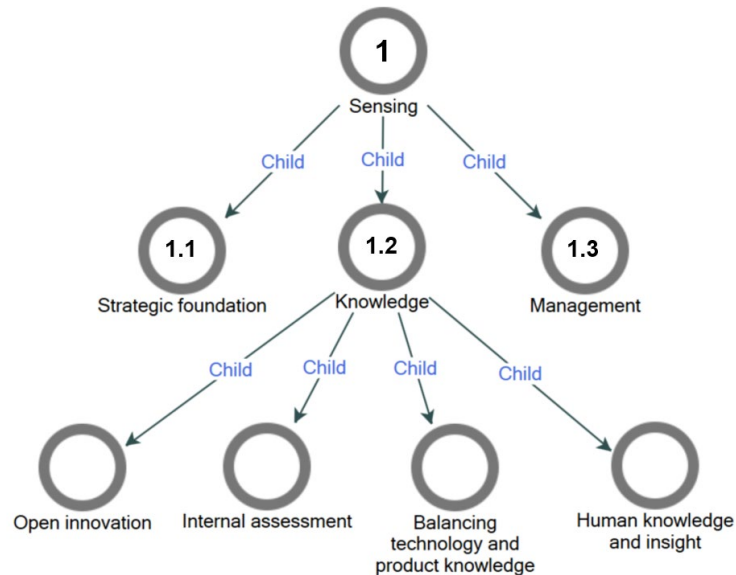 1
Sensing
Child
Child
Child
1.1
1.2
1.3
Strategic foundation
Knowledge
Management
Child
Child
Child
Child
Open innovation
Internal assessment
Balancing
technology and
product knowledge
Human knowledge
and insight